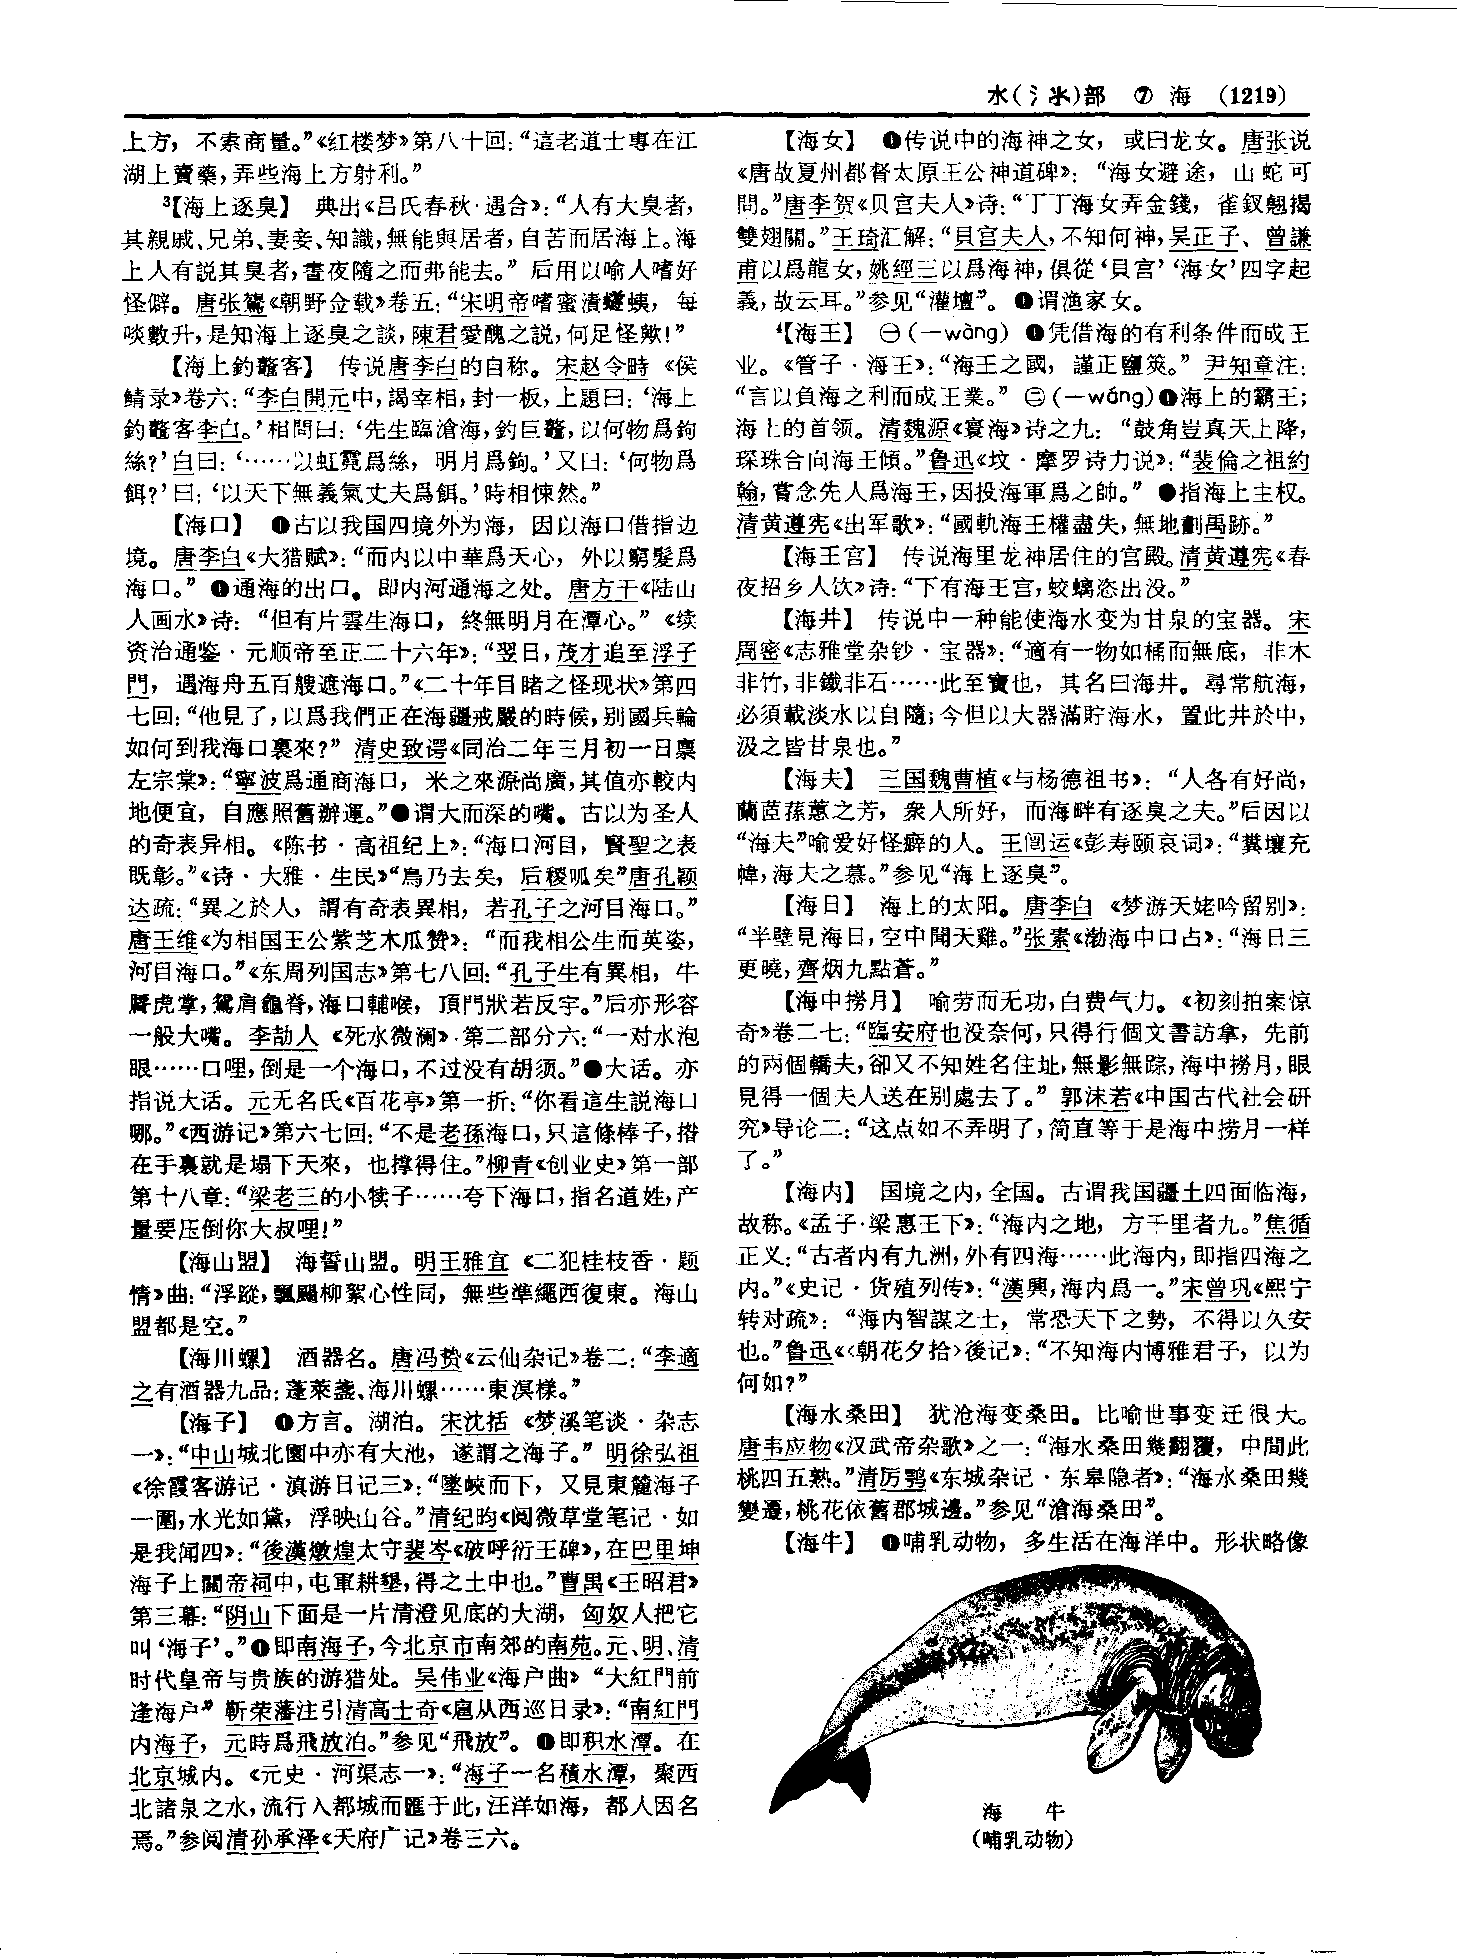 水(氵氺)部 ⑦ 海 (1219)
上方，不素商量。”《红楼梦》第八十回：“這老道士專在江
湖上賣藥，弄些海上方射利。”
³【海上逐臭】 典出《吕氏春秋·遇合》：“人有大臭者，
其親戚、兄弟、妻妾、知識，無能與居者，自苦而居海上。海
上人有説其臭者，晝夜隨之而弗能去。” 后用以喻人嗜好
怪僻。唐张鷟《朝野佥载》卷五：“宋明帝嗜蜜漬蠘蛦，每
啖數升，是知海上逐臭之談，陳君愛醜之説，何足怪歟！”
【海上釣鼇客】 传说唐李白的自称。宋赵令畤《侯
鲭录》卷六：“李白開元中，謁宰相，封一板，上題曰：‘海上
釣鼇客李白。’相問曰：‘先生臨滄海，釣巨鼇，以何物爲鉤
絲？’白曰：‘……以虹霓爲絲，明月爲鉤。’又曰：‘何物爲
餌？’曰：‘以天下無義氣丈夫爲餌。’時相悚然。”
【海口】 ❶古以我国四境外为海，因以海口借指边
境。唐李白《大猎赋》：“而内以中華爲天心，外以窮髮爲
海口。” ❶通海的出口。即内河通海之处。唐方干《陆山
人画水》诗：“但有片雲生海口，終無明月在潭心。”《续
资治通鉴·元顺帝至正二十六年》：“翌日，茂才追至浮子
門，遇海舟五百艘遮海口。”《二十年目睹之怪现状》第四
七回：“他見了，以爲我們正在海疆戒嚴的時候，别國兵輪
如何到我海口裏來？” 清史致谔《同治二年三月初一日禀
左宗棠》：“寧波爲通商海口，米之來源尚廣，其值亦較内
地便宜，自應照舊辦運。”●谓大而深的嘴。古以为圣人
的奇表异相。《陈书·高祖纪上》：“海口河目，賢聖之表
既彰。”《诗·大雅·生民》“鳥乃去矣，后稷呱矣”唐孔颖
达疏：“異之於人，謂有奇表異相，若孔子之河目海口。”
唐王维《为相国王公紫芝木瓜赞》：“而我相公生而英姿，
河目海口。”《东周列国志》第七八回：“孔子生有異相，牛
脣虎掌，鴛肩龜脊，海口輔喉，頂門狀若反宇。”后亦形容
一般大嘴。李劼人《死水微澜》·第二部分六：“一对水泡
眼……口哩，倒是一个海口，不过没有胡须。”●大话。亦
指说大话。元无名氏《百花亭》第一折：“你看這生説海口
哪。”《西游记》第六七回：“不是老孫海口，只這條棒子，揝
在手裏就是塌下天來，也撑得住。”柳青《创业史》第一部
第十八章：“梁老三的小犊子……夸下海口，指名道姓，产
量要压倒你大叔哩！”
【海山盟】 海誓山盟。明王雅宜《二犯桂枝香·题
情》曲：“浮蹤，飄颺柳絮心性同，無些準繩西復東。海山
盟都是空。”
【海川螺】 酒器名。唐冯贽《云仙杂记》卷二：“李適
之有酒器九品：蓬萊盞、海川螺……東溟樣。”
【海子】 ❶方言。湖泊。宋沈括《梦溪笔谈·杂志
一》：“中山城北園中亦有大池，遂謂之海子。” 明徐弘祖
《徐霞客游记·滇游日记三》：“墜峽而下，又見東麓海子
一圍，水光如黛，浮映山谷。”清纪昀《阅微草堂笔记·如
是我闻四》：“後漢燉煌太守裴岑《破呼衍王碑》，在巴里坤
海子上關帝祠中，屯軍耕墾，得之土中也。”曹禺《王昭君》
第三幕：“阴山下面是一片清澄见底的大湖，匈奴人把它
叫‘海子’。”❶即南海子，今北京市南郊的南苑。元、明、清
时代皇帝与贵族的游猎处。吴伟业《海户曲》“大紅門前
逢海户” 靳荣藩注引清高士奇《扈从西巡日录》：“南紅門
内海子，元時爲飛放泊。”参见“飛放”。 ❶即积水潭。在
北京城内。《元史·河渠志一》：“海子一名積水潭，聚西
北諸泉之水，流行入都城而匯于此，汪洋如海，都人因名
焉。”参阅清孙承泽《天府广记》卷三六。
【海女】 ❶传说中的海神之女，或曰龙女。唐张说
《唐故夏州都督太原王公神道碑》：“海女避途，山蛇可
問。”唐李贺《贝宫夫人》诗：“丁丁海女弄金錢，雀釵翹揭
雙翅關。”王琦汇解：“貝宫夫人，不知何神，吴正子、曾謙
甫以爲龍女，姚經三以爲海神，俱從‘貝宫’‘海女’四字起
義，故云耳。”参见“灌壇”。 ❶谓渔家女。
⁴【海王】 ㊀(—wàng) ❶凭借海的有利条件而成王
业。《管子·海王》：“海王之國，謹正鹽筴。” 尹知章注：
“言以負海之利而成王業。” ㊁(—wáng)❶海上的霸王；
海上的首领。清魏源《寰海》诗之九：“鼓角豈真天上降，
琛珠合向海王傾。”鲁迅《坟·摩罗诗力说》：“裴倫之祖約
翰，嘗念先人爲海王，因投海軍爲之帥。” ●指海上主权。
清黄遵宪《出军歌》：“國軌海王權盡失，無地劃禹跡。”
【海王宫】 传说海里龙神居住的宫殿。清黄遵宪《春
夜招乡人饮》诗：“下有海王宫，蛟螭恣出没。”
【海井】 传说中一种能使海水变为甘泉的宝器。宋
周密《志雅堂杂钞·宝器》：“適有一物如桶而無底，非木
非竹，非鐵非石……此至寶也，其名曰海井。尋常航海，
必須載淡水以自隨；今但以大器滿貯海水，置此井於中，
汲之皆甘泉也。”
【海夫】 三国魏曹植《与杨德祖书》：“人各有好尚，
蘭茝蓀蕙之芳，衆人所好，而海畔有逐臭之夫。”后因以
“海夫”喻爱好怪癖的人。王闿运《彭寿颐哀词》：“糞壤充
幃，海夫之慕。”参见“海上逐臭”。
【海日】 海上的太阳。唐李白《梦游天姥吟留别》：
“半壁見海日，空中聞天雞。”张素《渤海中口占》：“海日三
更曉，齊烟九點蒼。”
【海中撈月】 喻劳而无功，白费气力。《初刻拍案惊
奇》卷二七：“臨安府也没奈何，只得行個文書訪拿，先前
的兩個轎夫，卻又不知姓名住址，無影無踪，海中撈月，眼
見得一個夫人送在别處去了。” 郭沫若《中国古代社会研
究》导论二：“这点如不弄明了，简直等于是海中捞月一样
了。”
【海内】 国境之内，全国。古谓我国疆土四面临海，
故称。《孟子·梁惠王下》：“海内之地，方千里者九。”焦循
正义：“古者内有九洲，外有四海……此海内，即指四海之
内。”《史记·货殖列传》：“漢興，海内爲一。”宋曾巩《熙宁
转对疏》：“海内智謀之士，常恐天下之勢，不得以久安
也。”鲁迅《〈朝花夕拾〉後记》：“不知海内博雅君子，以为
何如？”
【海水桑田】 犹沧海变桑田。比喻世事变迁很大。
唐韦应物《汉武帝杂歌》之一：“海水桑田幾翻覆，中間此
桃四五熟。”清厉鹗《东城杂记·东皋隐者》：“海水桑田幾
變遷，桃花依舊郡城邊。”参见“滄海桑田”。
【海牛】 ❶哺乳动物，多生活在海洋中。形状略像
海 牛
(哺乳动物)